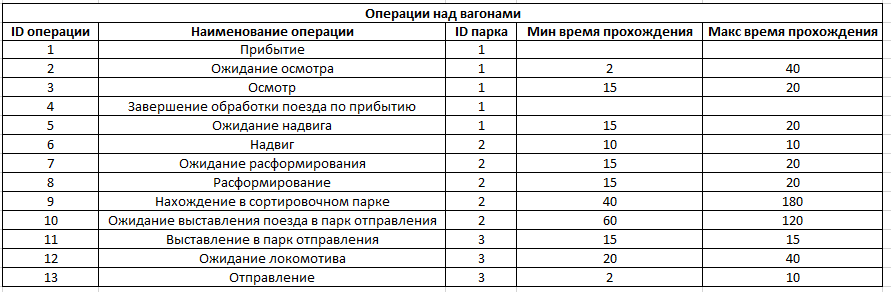 Операции над вагонами
ID операции Наименование операции ID парка Мин время прохождения Макс время прохождения
1 Прибытие 1
2 Ожидание осмотра 1 2 40
3 Осмотр 1 15 20
4 Завершение обработки поезда по прибытию 1
5 Ожидание надвига 1 15 20
6 Надвиг 2 10 10
7 Ожидание расформирования 2 15 20
8 Расформирование 2 15 20
9 Нахождение в сортировочном парке 2 40 180
10 Ожидание выставления поезда в парк отправления 2 60 120
11 Выставление в парк отправления 3 15 15
12 Ожидание локомотива 3 20 40
13 Отправление 3 2 10